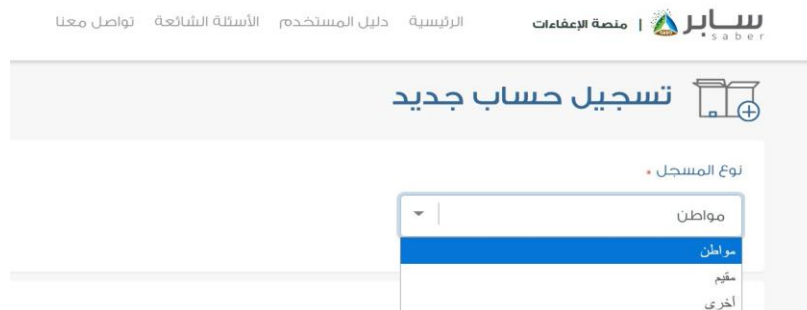 سابر saber | منصة الإعفاءات الرئيسية دليل المستخدم الأسئلة الشائعة تواصل معنا
تسجيل حساب جديد
نوع المسجل *
مواطن
مواطن
مقيم
أخرى